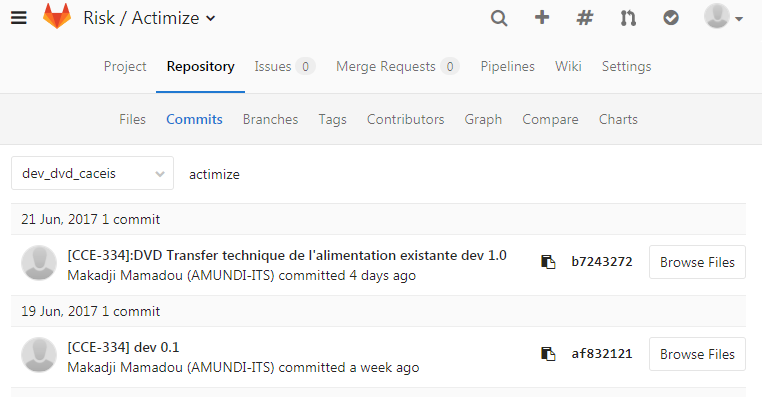 Risk / Actimize
Project Repository Issues 0 Merge Requests 0 Pipelines Wiki Settings
Files Commits Branches Tags Contributors Graph Compare Charts
dev_dvd_caceis actimize
21 Jun, 2017 1 commit
[CCE-334]:DVD Transfer technique de l'alimentation existante dev 1.0
Makadji Mamadou (AMUNDI-ITS) committed 4 days ago
b7243272 Browse Files
19 Jun, 2017 1 commit
[CCE-334] dev 0.1
Makadji Mamadou (AMUNDI-ITS) committed a week ago
af832121 Browse Files